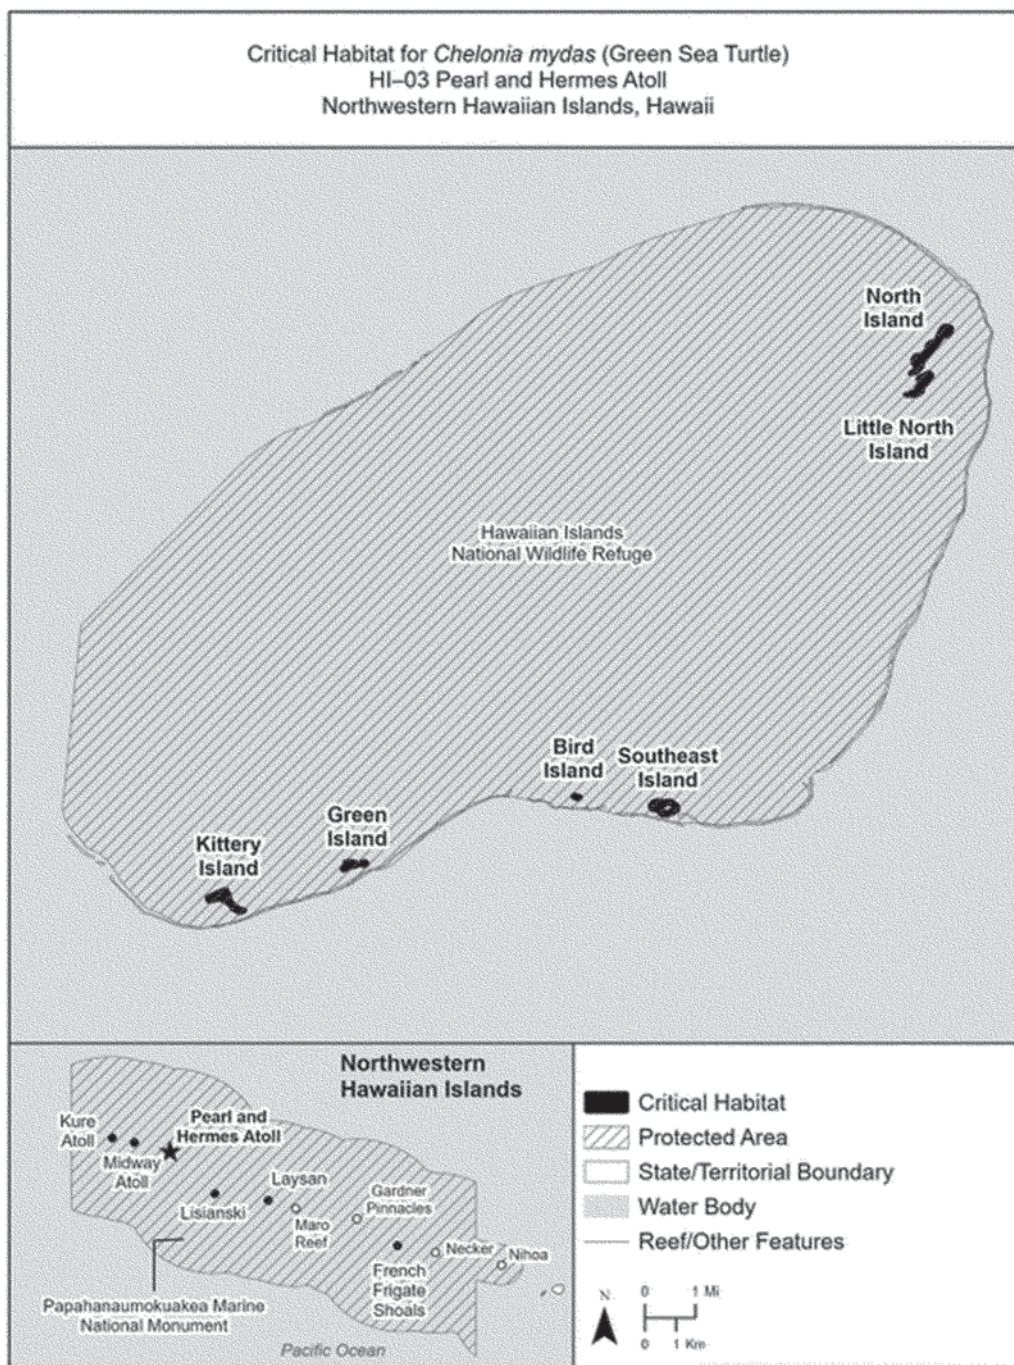 Critical Habitat for Chelonia mydas (Green Sea Turtle)
HI–03 Pearl and Hermes Atoll
Northwestern Hawaiian Islands, Hawaii
North
Island
Little North
Island
Hawaiian Islands
National Wildlife Refuge
Bird
Island
Southeast
Island
Green
Island
Kittery
Island
Northwestern
Hawaiian Islands
Kure
Atoll
Pearl and
Hermes Atoll
Midway
Atoll
Lisianski
Laysan
Maro
Reef
Gardner
Pinnacles
French
Frigate
Shoals
Necker
Nihoa
Papahanaumokuakea Marine
National Monument
Pacific Ocean
Critical Habitat
Protected Area
State/Territorial Boundary
Water Body
Reef/Other Features
N
0 1 Mi
0 1 Km